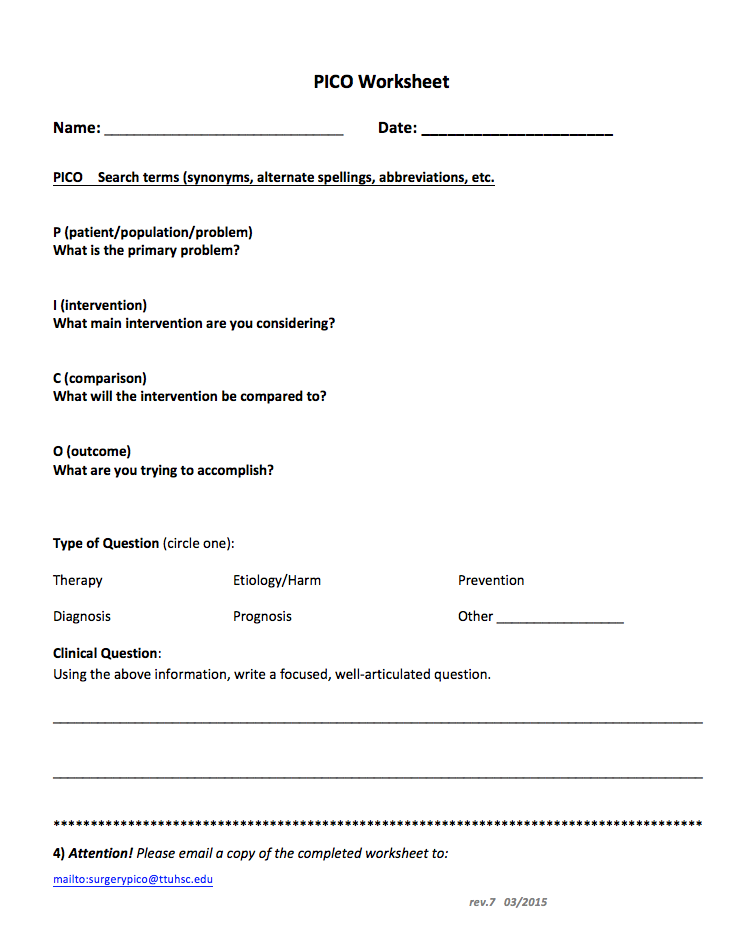 PICO Worksheet
Name: ______________________________ Date: ______________________
PICO Search terms (synonyms, alternate spellings, abbreviations, etc.
P (patient/population/problem)
What is the primary problem?
I (intervention)
What main intervention are you considering?
C (comparison)
What will the intervention be compared to?
O (outcome)
What are you trying to accomplish?
Type of Question (circle one):
Therapy Etiology/Harm Prevention
Diagnosis Prognosis Other _________________
Clinical Question:
Using the above information, write a focused, well-articulated question.
****************************************************************************************
4) Attention! Please email a copy of the completed worksheet to:
mailto:surgerypico@ttuhsc.edu
rev.7 03/2015